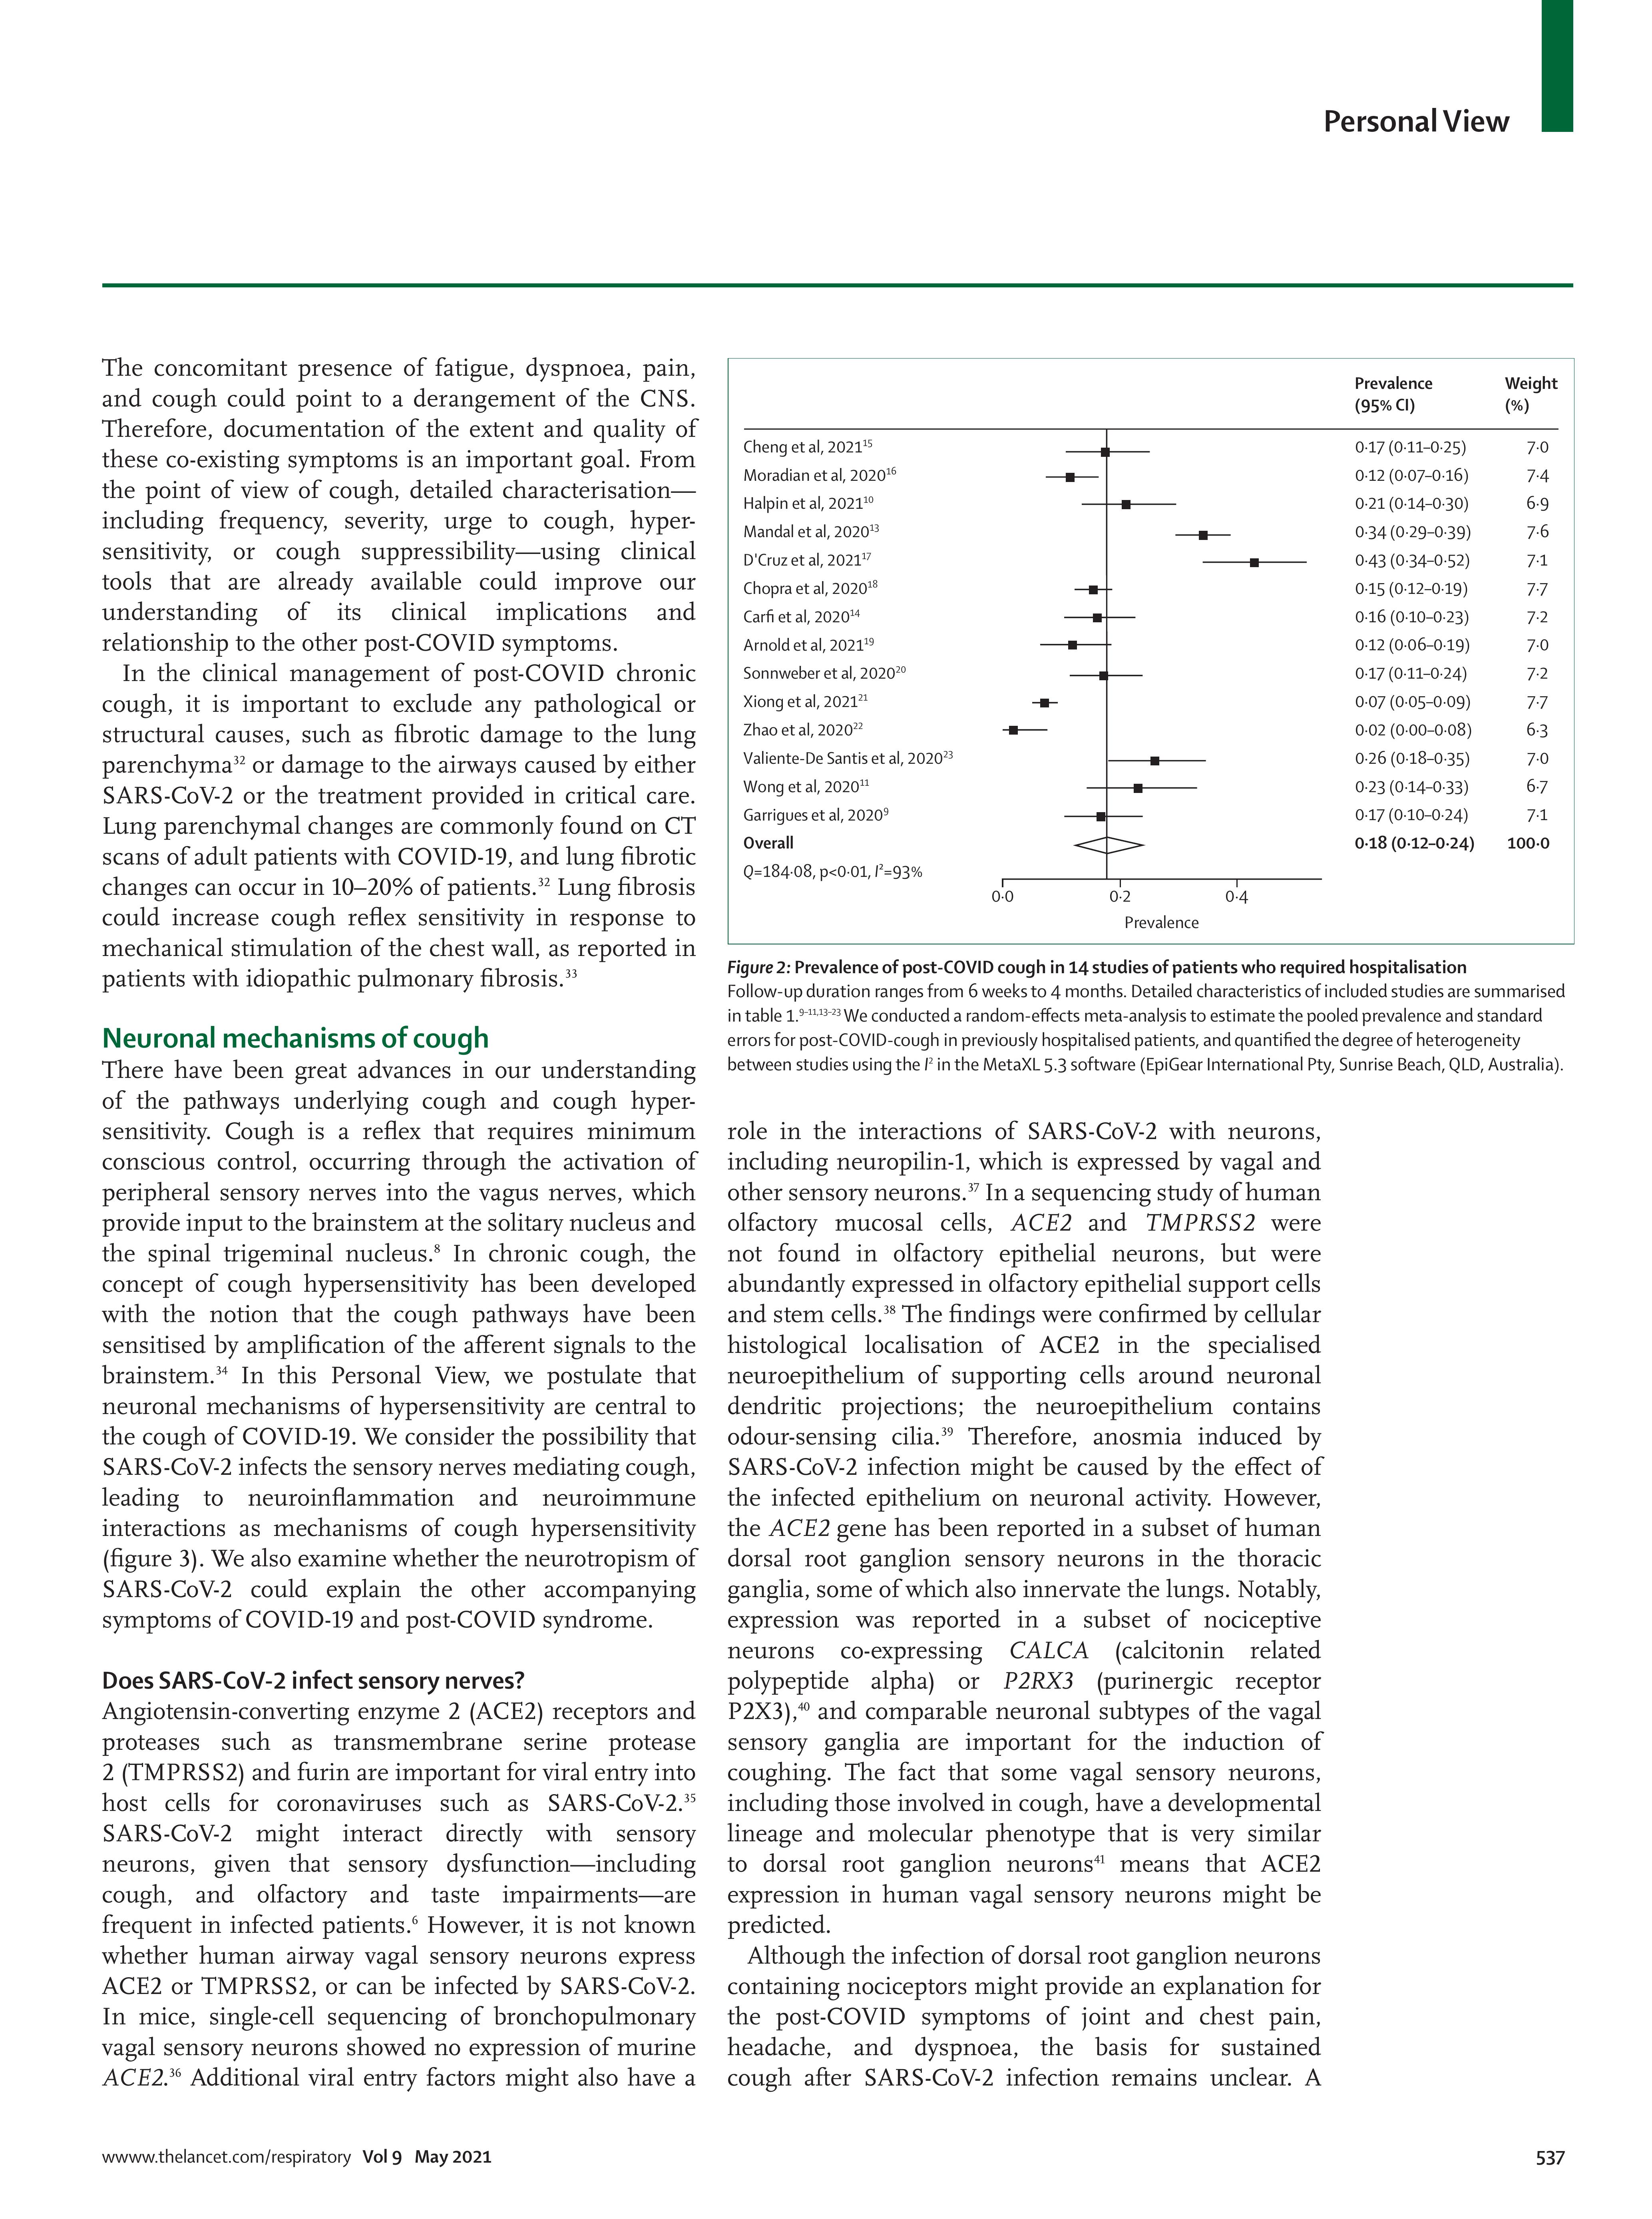 Personal View
The concomitant presence of fatigue, dyspnoea, pain,
and cough could point to a derangement of the CNS.
Therefore, documentation of the extent and quality of
these co-existing symptoms is an important goal. From
the point of view of cough, detailed characterisation—
including frequency, severity, urge to cough, hyper-
sensitivity, or cough suppressibility—using clinical
tools that are already available could improve our
understanding of its clinical implications and
relationship to the other post-COVID symptoms.
In the clinical management of post-COVID chronic
cough, it is important to exclude any pathological or
structural causes, such as fibrotic damage to the lung
parenchyma32 or damage to the airways caused by either
SARS-CoV-2 or the treatment provided in critical care.
Lung parenchymal changes are commonly found on CT
scans of adult patients with COVID-19, and lung fibrotic
changes can occur in 10–20% of patients.32 Lung fibrosis
could increase cough reflex sensitivity in response to
mechanical stimulation of the chest wall, as reported in
patients with idiopathic pulmonary fibrosis.33
Neuronal mechanisms of cough
There have been great advances in our understanding
of the pathways underlying cough and cough hyper-
sensitivity. Cough is a reflex that requires minimum
conscious control, occurring through the activation of
peripheral sensory nerves into the vagus nerves, which
provide input to the brainstem at the solitary nucleus and
the spinal trigeminal nucleus.8 In chronic cough, the
concept of cough hypersensitivity has been developed
with the notion that the cough pathways have been
sensitised by amplification of the afferent signals to the
brainstem.34 In this Personal View, we postulate that
neuronal mechanisms of hypersensitivity are central to
the cough of COVID-19. We consider the possibility that
SARS-CoV-2 infects the sensory nerves mediating cough,
leading to neuroinflammation and neuroimmune
interactions as mechanisms of cough hypersensitivity
(figure 3). We also examine whether the neurotropism of
SARS-CoV-2 could explain the other accompanying
symptoms of COVID-19 and post-COVID syndrome.
Does SARS-CoV-2 infect sensory nerves?
Angiotensin-converting enzyme 2 (ACE2) receptors and
proteases such as transmembrane serine protease
2 (TMPRSS2) and furin are important for viral entry into
host cells for coronaviruses such as SARS-CoV-2.35
SARS-CoV-2 might interact directly with sensory
neurons, given that sensory dysfunction—including
cough, and olfactory and taste impairments—are
frequent in infected patients.6 However, it is not known
whether human airway vagal sensory neurons express
ACE2 or TMPRSS2, or can be infected by SARS-CoV-2.
In mice, single-cell sequencing of bronchopulmonary
vagal sensory neurons showed no expression of murine
ACE2.36 Additional viral entry factors might also have a
Prevalence (95% CI) Weight (%)
Cheng et al, 202115 0·17 (0·11–0·25) 7·0
Moradian et al, 202016 0·12 (0·07–0·16) 7·4
Halpin et al, 202110 0·21 (0·14–0·30) 6·9
Mandal et al, 202013 0·34 (0·29–0·39) 7·6
D'Cruz et al, 202117 0·43 (0·34–0·52) 7·1
Chopra et al, 202018 0·15 (0·12–0·19) 7·7
Carfi et al, 202014 0·16 (0·10–0·23) 7·2
Arnold et al, 202119 0·12 (0·06–0·19) 7·0
Sonnweber et al, 202020 0·17 (0·11–0·24) 7·2
Xiong et al, 202121 0·07 (0·05–0·09) 7·7
Zhao et al, 202022 0·02 (0·00–0·08) 6·3
Valiente-De Santis et al, 202023 0·26 (0·18–0·35) 7·0
Wong et al, 202011 0·23 (0·14–0·33) 6·7
Garrigues et al, 20209 0·17 (0·10–0·24) 7·1
Overall 0·18 (0·12–0·24) 100·0
Q=184·08, p<0·01, I2=93%
0·0 0·2 0·4
Prevalence
Figure 2: Prevalence of post-COVID cough in 14 studies of patients who required hospitalisation
Follow-up duration ranges from 6 weeks to 4 months. Detailed characteristics of included studies are summarised
in table 1.9–11,13–23 We conducted a random-effects meta-analysis to estimate the pooled prevalence and standard
errors for post-COVID-cough in previously hospitalised patients, and quantified the degree of heterogeneity
between studies using the I2 in the MetaXL 5.3 software (EpiGear International Pty, Sunrise Beach, QLD, Australia).
role in the interactions of SARS-CoV-2 with neurons,
including neuropilin-1, which is expressed by vagal and
other sensory neurons.37 In a sequencing study of human
olfactory mucosal cells, ACE2 and TMPRSS2 were
not found in olfactory epithelial neurons, but were
abundantly expressed in olfactory epithelial support cells
and stem cells.38 The findings were confirmed by cellular
histological localisation of ACE2 in the specialised
neuroepithelium of supporting cells around neuronal
dendritic projections; the neuroepithelium contains
odour-sensing cilia.39 Therefore, anosmia induced by
SARS-CoV-2 infection might be caused by the effect of
the infected epithelium on neuronal activity. However,
the ACE2 gene has been reported in a subset of human
dorsal root ganglion sensory neurons in the thoracic
ganglia, some of which also innervate the lungs. Notably,
expression was reported in a subset of nociceptive
neurons co-expressing CALCA (calcitonin related
polypeptide alpha) or P2RX3 (purinergic receptor
P2X3),40 and comparable neuronal subtypes of the vagal
sensory ganglia are important for the induction of
coughing. The fact that some vagal sensory neurons,
including those involved in cough, have a developmental
lineage and molecular phenotype that is very similar
to dorsal root ganglion neurons41 means that ACE2
expression in human vagal sensory neurons might be
predicted.
Although the infection of dorsal root ganglion neurons
containing nociceptors might provide an explanation for
the post-COVID symptoms of joint and chest pain,
headache, and dyspnoea, the basis for sustained
cough after SARS-CoV-2 infection remains unclear. A
wwww.thelancet.com/respiratory Vol 9 May 2021
537